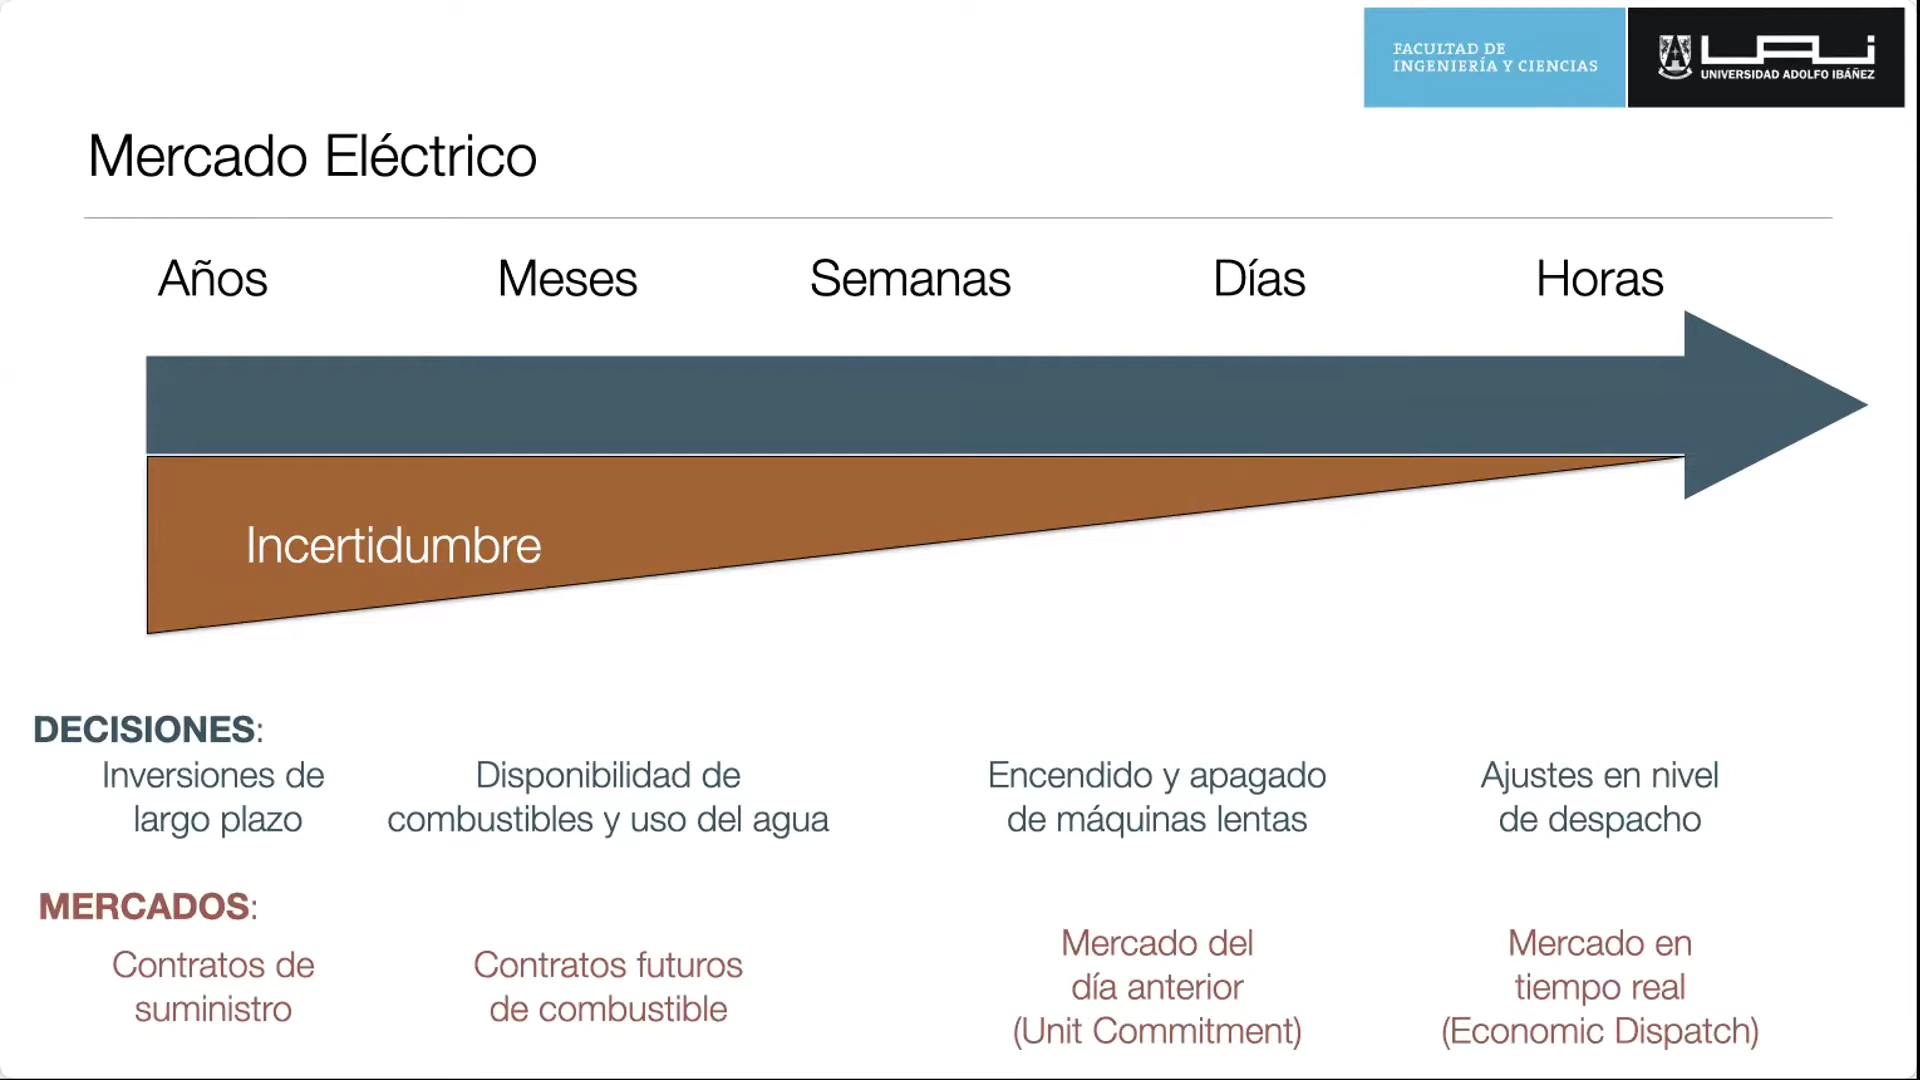 FACULTAD DE
INGENIERÍA Y CIENCIAS
UAI
UNIVERSIDAD ADOLFO IBÁÑEZ
Mercado Eléctrico
Años Meses Semanas Días Horas
Incertidumbre
DECISIONES:
Inversiones de
largo plazo
Disponibilidad de
combustibles y uso del agua
Encendido y apagado
de máquinas lentas
Ajustes en nivel
de despacho
MERCADOS:
Contratos de
suministro
Contratos futuros
de combustible
Mercado del
día anterior
(Unit Commitment)
Mercado en
tiempo real
(Economic Dispatch)